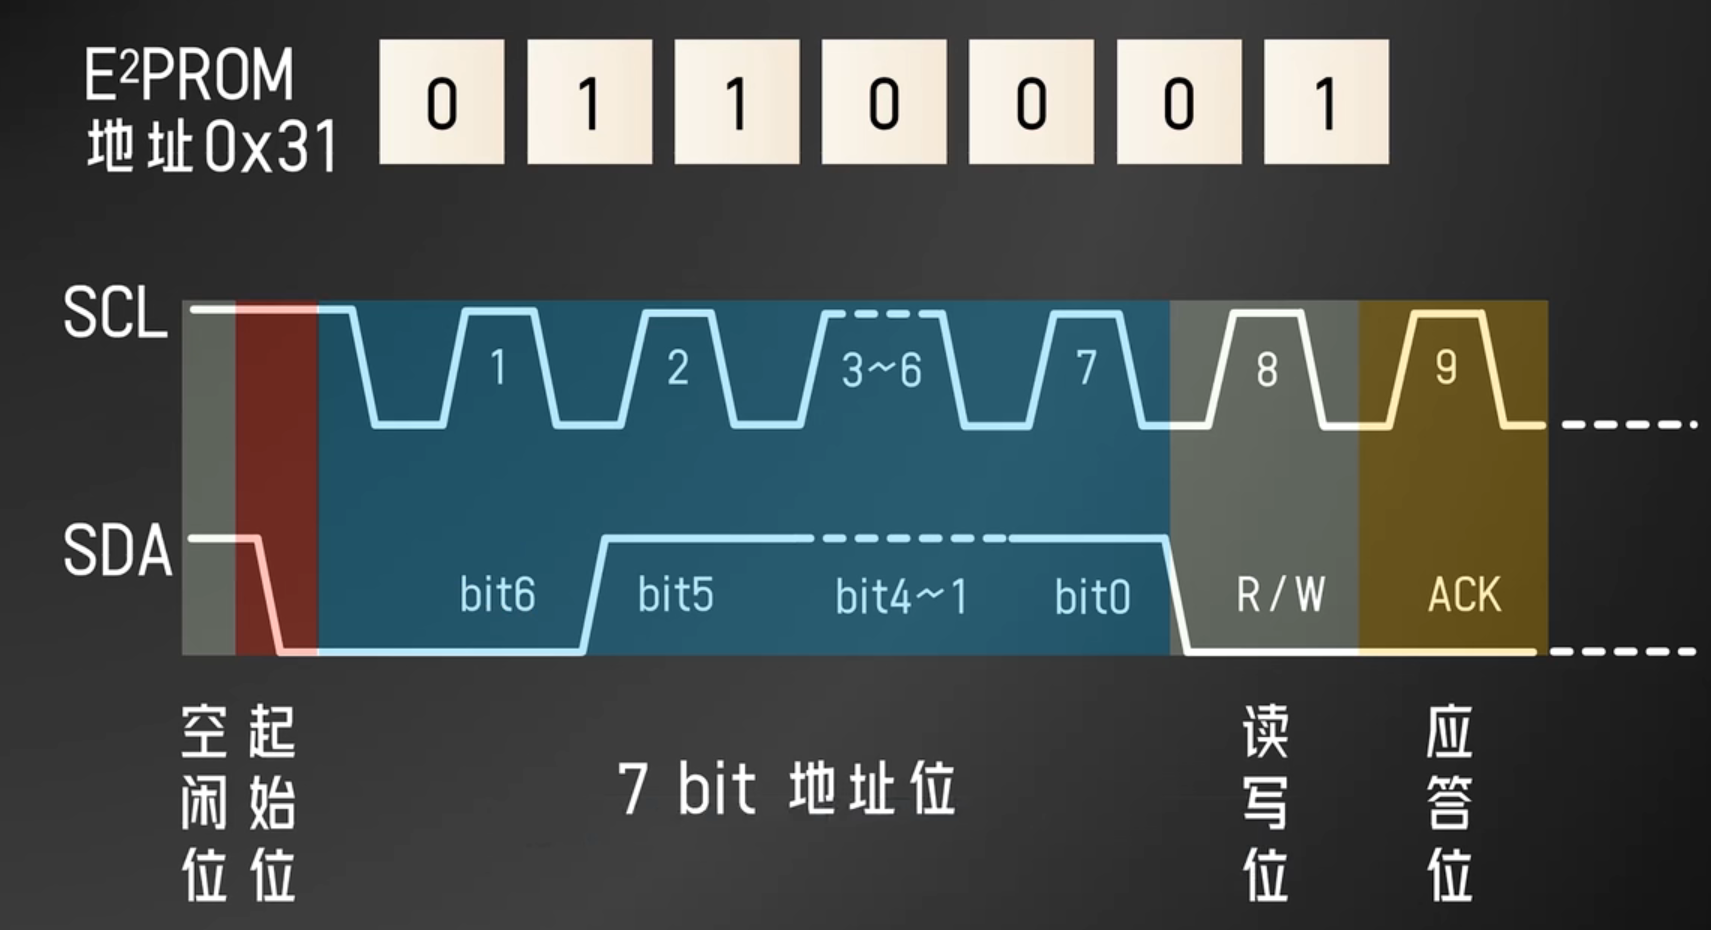 E²PROM
地址0x31
0 1 1 0 0 0 1
SCL
1 2 3~6 7 8 9
SDA
bit6 bit5 bit4~1 bit0 R/W ACK
空闲位
起始位
7 bit 地址位
读写位
应答位